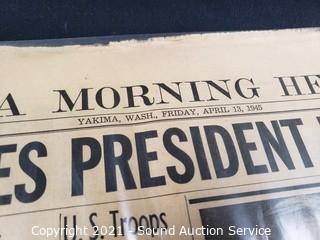 A MORNING HE
YAKIMA, WASH., FRIDAY, APRIL 13, 1945
ES PRESIDENT
U.S. Troops
Copyright 2021 - Sound Auction Service